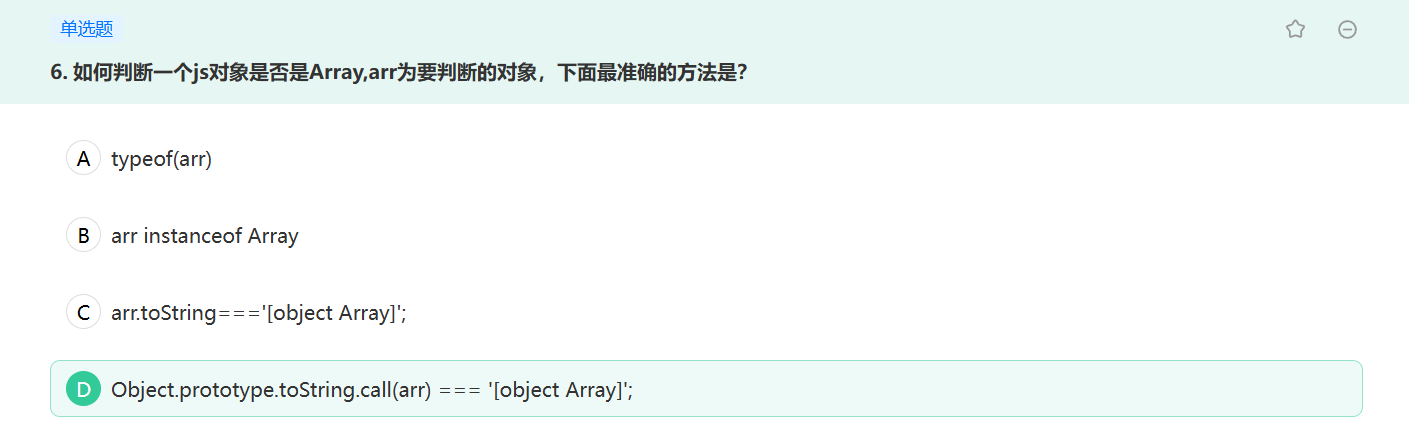 单选题
6. 如何判断一个js对象是否是Array,arr为要判断的对象，下面最准确的方法是？
A typeof(arr)
B arr instanceof Array
C arr.toString==='[object Array]';
D Object.prototype.toString.call(arr) === '[object Array]';